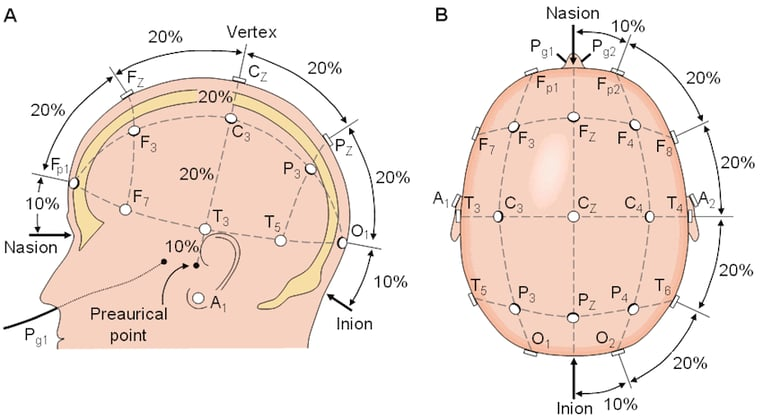 A
Vertex
20%
20%
FZ
CZ
20%
20%
20%
F3
C3
PZ
Fp1
20%
P3
20%
10%
F7
T3
T5
O1
Nasion
10%
10%
A1
Preaurical
point
Inion
Pg1
B
Nasion
10%
Pg1
Pg2
Fp1
Fp2
20%
F7
F3
FZ
F4
F8
20%
A1
T3
C3
CZ
C4
T4
A2
20%
T5
P3
PZ
P4
T6
O1
O2
20%
Inion
10%